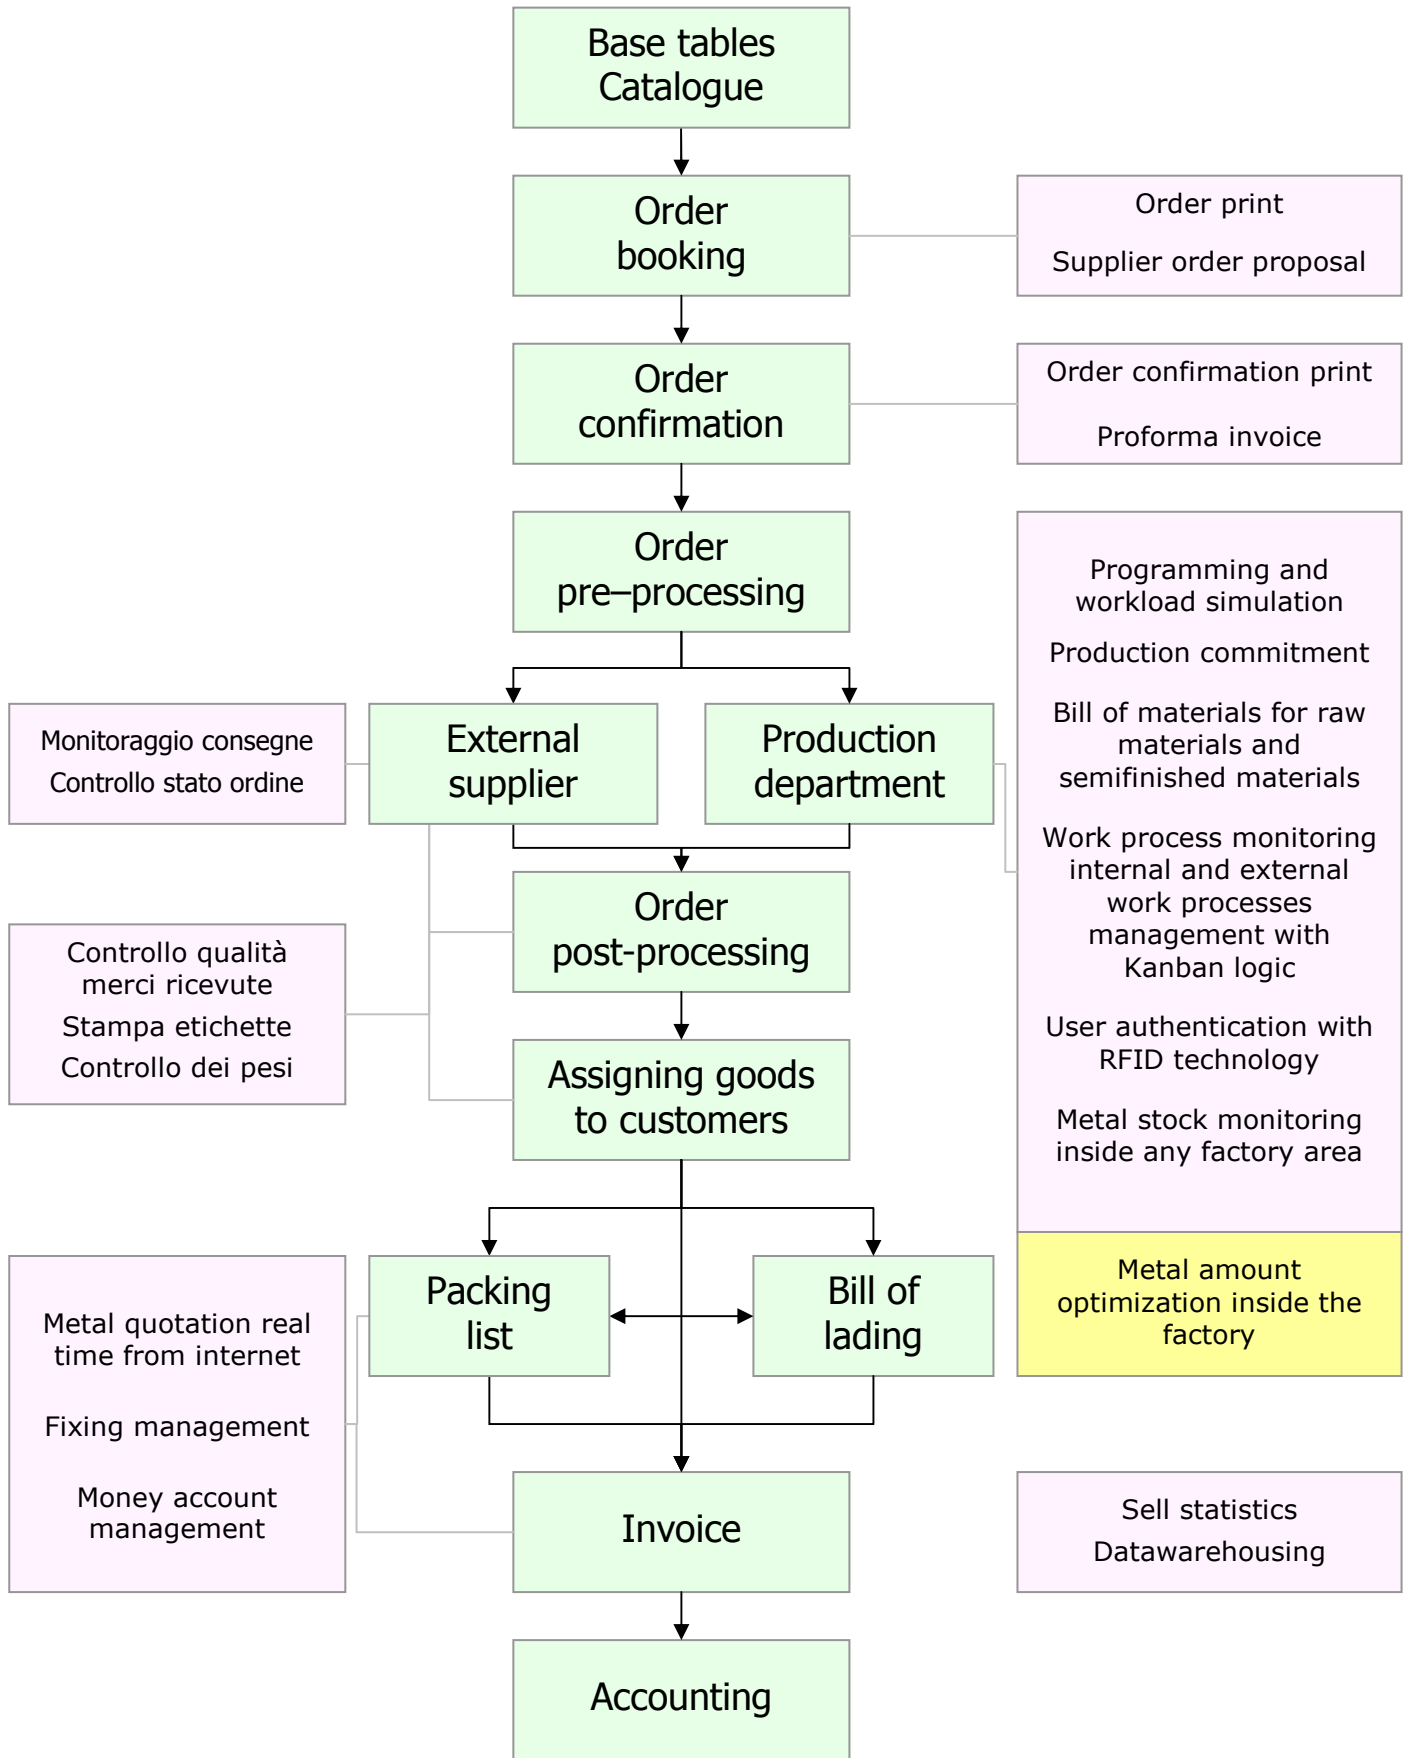 Base tables
Catalogue
Order
booking
Order print
Supplier order proposal
Order
confirmation
Order confirmation print
Proforma invoice
Order
pre–processing
Programming and
workload simulation
Production commitment
Bill of materials for raw
materials and
semifinished materials
Work process monitoring
internal and external
work processes
management with
Kanban logic
User authentication with
RFID technology
Metal stock monitoring
inside any factory area
Metal amount
optimization inside the
factory
Monitoraggio consegne
Controllo stato ordine
External
supplier
Production
department
Controllo qualità
merci ricevute
Stampa etichette
Controllo dei pesi
Order
post-processing
Assigning goods
to customers
Metal quotation real
time from internet
Fixing management
Money account
management
Packing
list
Bill of
lading
Invoice
Sell statistics
Datawarehousing
Accounting